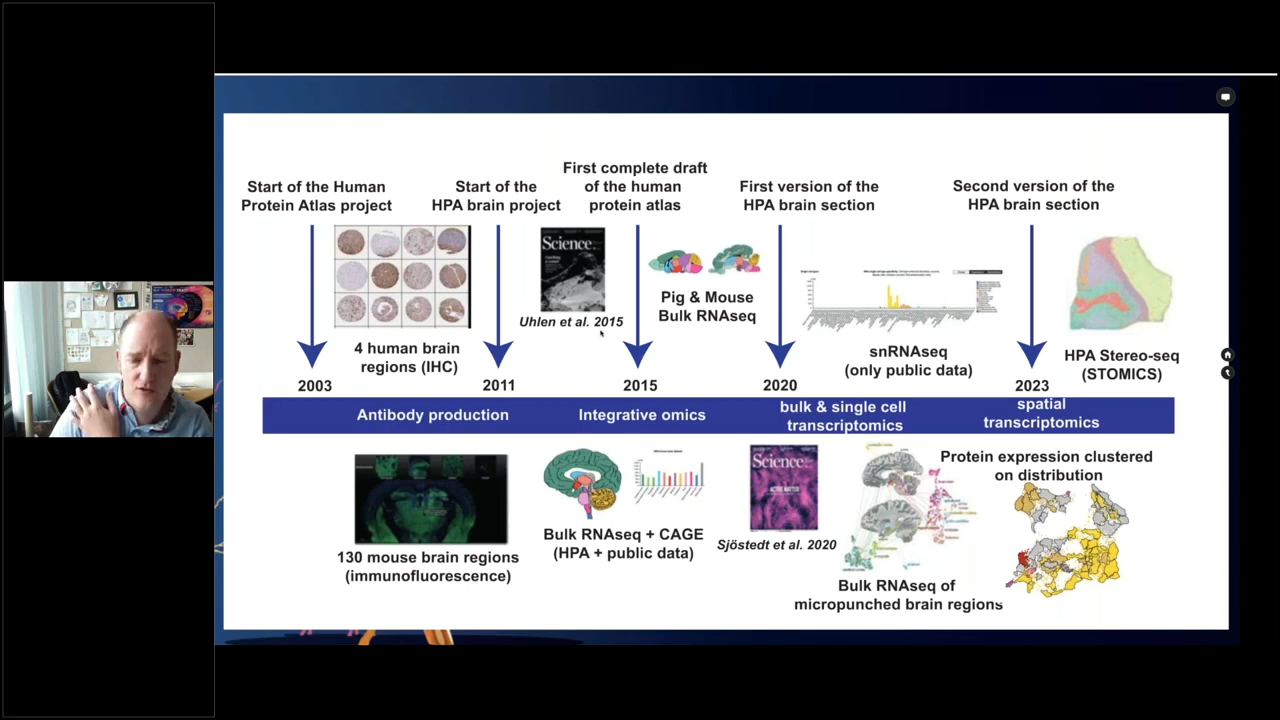 Start of the Human
Protein Atlas project
Start of the
HPA brain project
First complete draft
of the human
protein atlas
First version of the
HPA brain section
Second version of the
HPA brain section
Science
Uhlen et al. 2015
Pig & Mouse
Bulk RNAseq
4 human brain
regions (IHC)
snRNAseq
(only public data)
HPA Stereo-seq
(STOMICS)
2003
2011
2015
2020
2023
Antibody production
Integrative omics
bulk & single cell
transcriptomics
spatial
transcriptomics
130 mouse brain regions
(immunofluorescence)
Bulk RNAseq + CAGE
(HPA + public data)
Science
ACTIVE MATTER
Sjöstedt et al. 2020
Bulk RNAseq of
micropunched brain regions
Protein expression clustered
on distribution